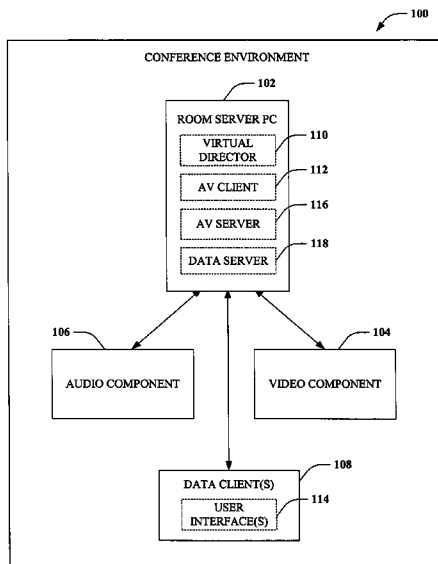 100
CONFERENCE ENVIRONMENT
102
ROOM SERVER PC
110
VIRTUAL
DIRECTOR
112
AV CLIENT
116
AV SERVER
118
DATA SERVER
106
AUDIO COMPONENT
104
VIDEO COMPONENT
108
DATA CLIENT(S)
114
USER
INTERFACE(S)